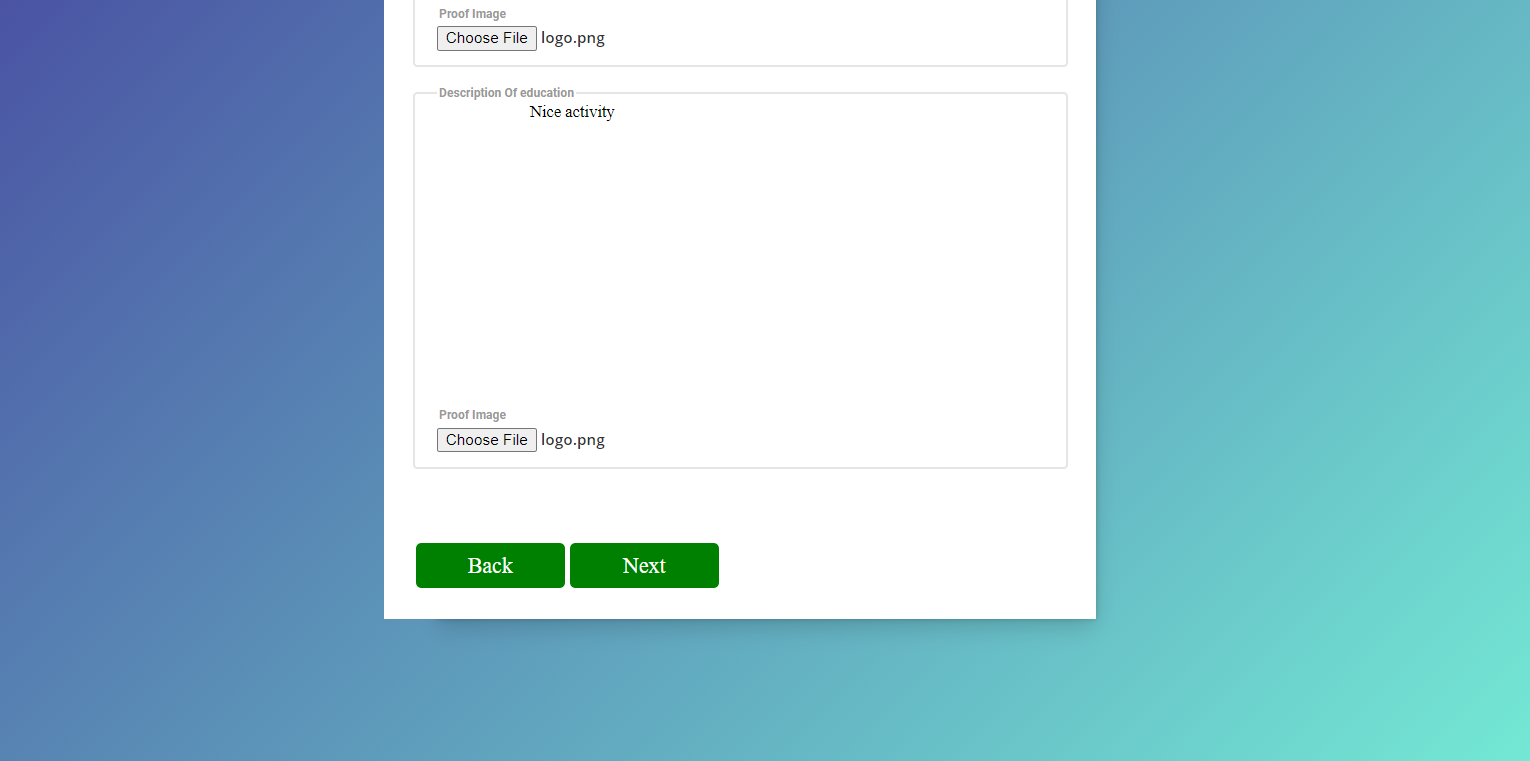 Proof Image
Choose File logo.png
Description Of education
Nice activity
Proof Image
Choose File logo.png
Back Next